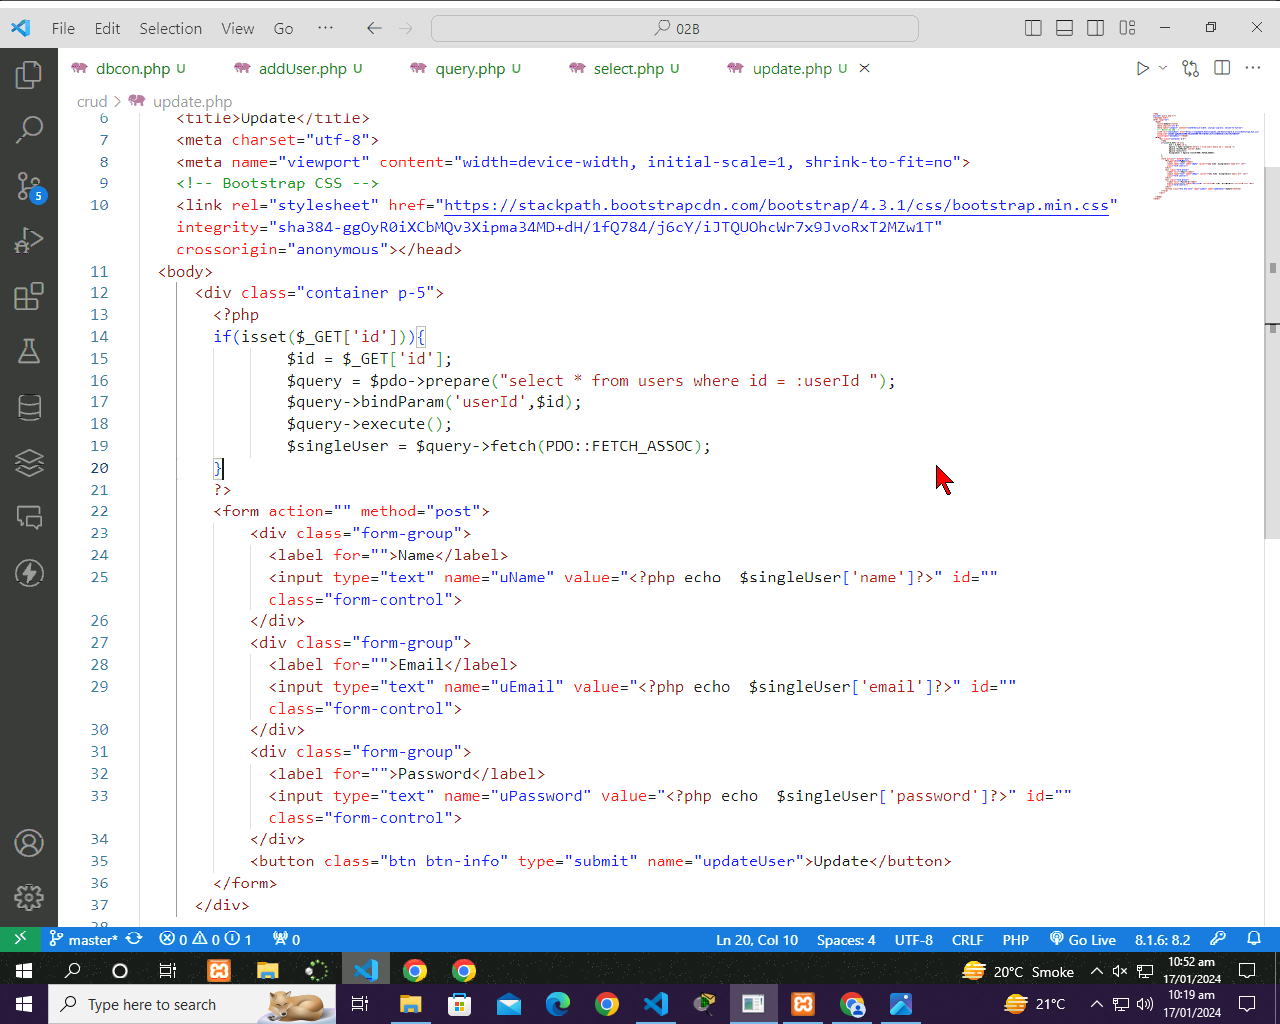 File Edit Selection View Go ··· 02B
dbcon.php U addUser.php U query.php U select.php U update.php U
crud > update.php
6 <title>Update</title>
7 <meta charset="utf-8">
8 <meta name="viewport" content="width=device-width, initial-scale=1, shrink-to-fit=no">
9 <!-- Bootstrap CSS -->
10 <link rel="stylesheet" href="https://stackpath.bootstrapcdn.com/bootstrap/4.3.1/css/bootstrap.min.css"
integrity="sha384-ggOyR0iXCbMQv3Xipma34MD+dH/1fQ784/j6cY/iJTQUOhcWr7x9JvoRxT2MZw1T"
crossorigin="anonymous"></head>
11 <body>
12 <div class="container p-5">
13 <?php
14 if(isset($_GET['id'])){
15 $id = $_GET['id'];
16 $query = $pdo->prepare("select * from users where id = :userId ");
17 $query->bindParam('userId',$id);
18 $query->execute();
19 $singleUser = $query->fetch(PDO::FETCH_ASSOC);
20 }
21 ?>
22 <form action="" method="post">
23 <div class="form-group">
24 <label for="">Name</label>
25 <input type="text" name="uName" value="<?php echo  $singleUser['name']?>" id=""
class="form-control">
26 </div>
27 <div class="form-group">
28 <label for="">Email</label>
29 <input type="text" name="uEmail" value="<?php echo  $singleUser['email']?>" id=""
class="form-control">
30 </div>
31 <div class="form-group">
32 <label for="">Password</label>
33 <input type="text" name="uPassword" value="<?php echo  $singleUser['password']?>" id=""
class="form-control">
34 </div>
35 <button class="btn btn-info" type="submit" name="updateUser">Update</button>
36 </form>
37 </div>
38
5
master* 0 0 1 0 Ln 20, Col 10 Spaces: 4 UTF-8 CRLF PHP Go Live 8.1.6: 8.2
20°C Smoke 10:52 am
17/01/2024
Type here to search 21°C 10:19 am
17/01/2024